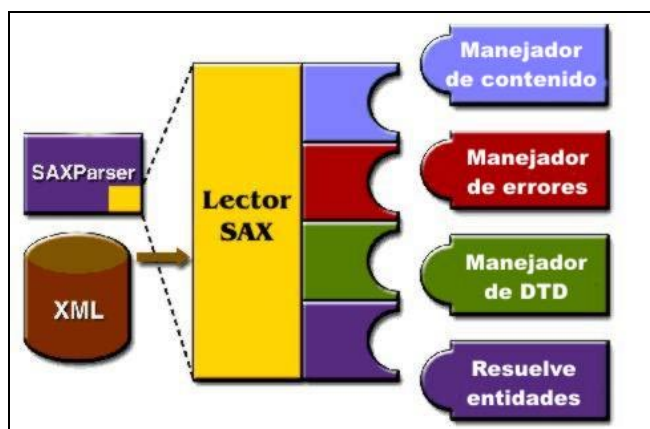 SAXParser
XML
Lector
SAX
Manejador
de contenido
Manejador
de errores
Manejador
de DTD
Resuelve
entidades